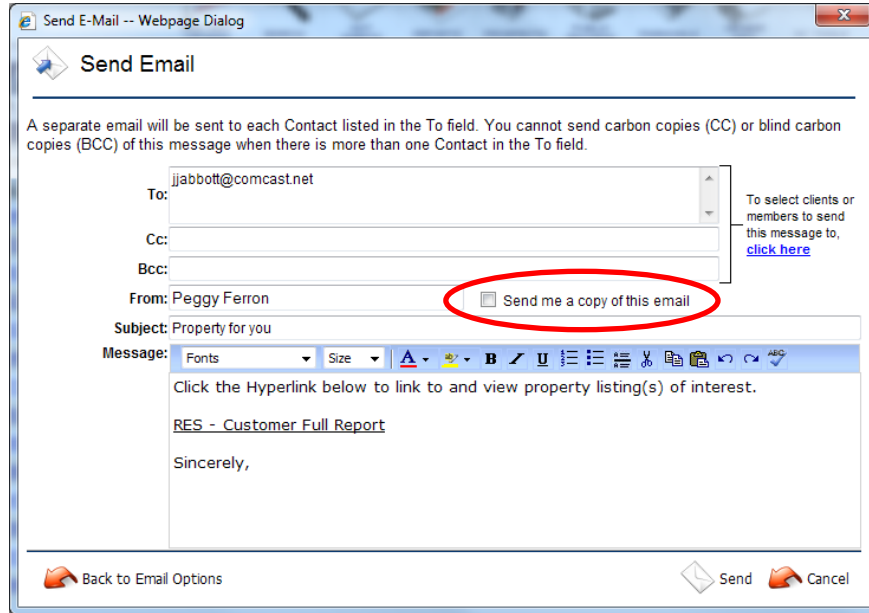 Send E-Mail -- Webpage Dialog
x
Send Email
A separate email will be sent to each Contact listed in the To field. You cannot send carbon copies (CC) or blind carbon
copies (BCC) of this message when there is more than one Contact in the To field.
To: jjabbott@comcast.net
To select clients or
members to send
this message to,
click here
Cc:
Bcc:
From: Peggy Ferron Send me a copy of this email
Subject: Property for you
Message: Fonts Size A ab B I U ABC
Click the Hyperlink below to link to and view property listing(s) of interest.
RES - Customer Full Report
Sincerely,
Back to Email Options Send Cancel